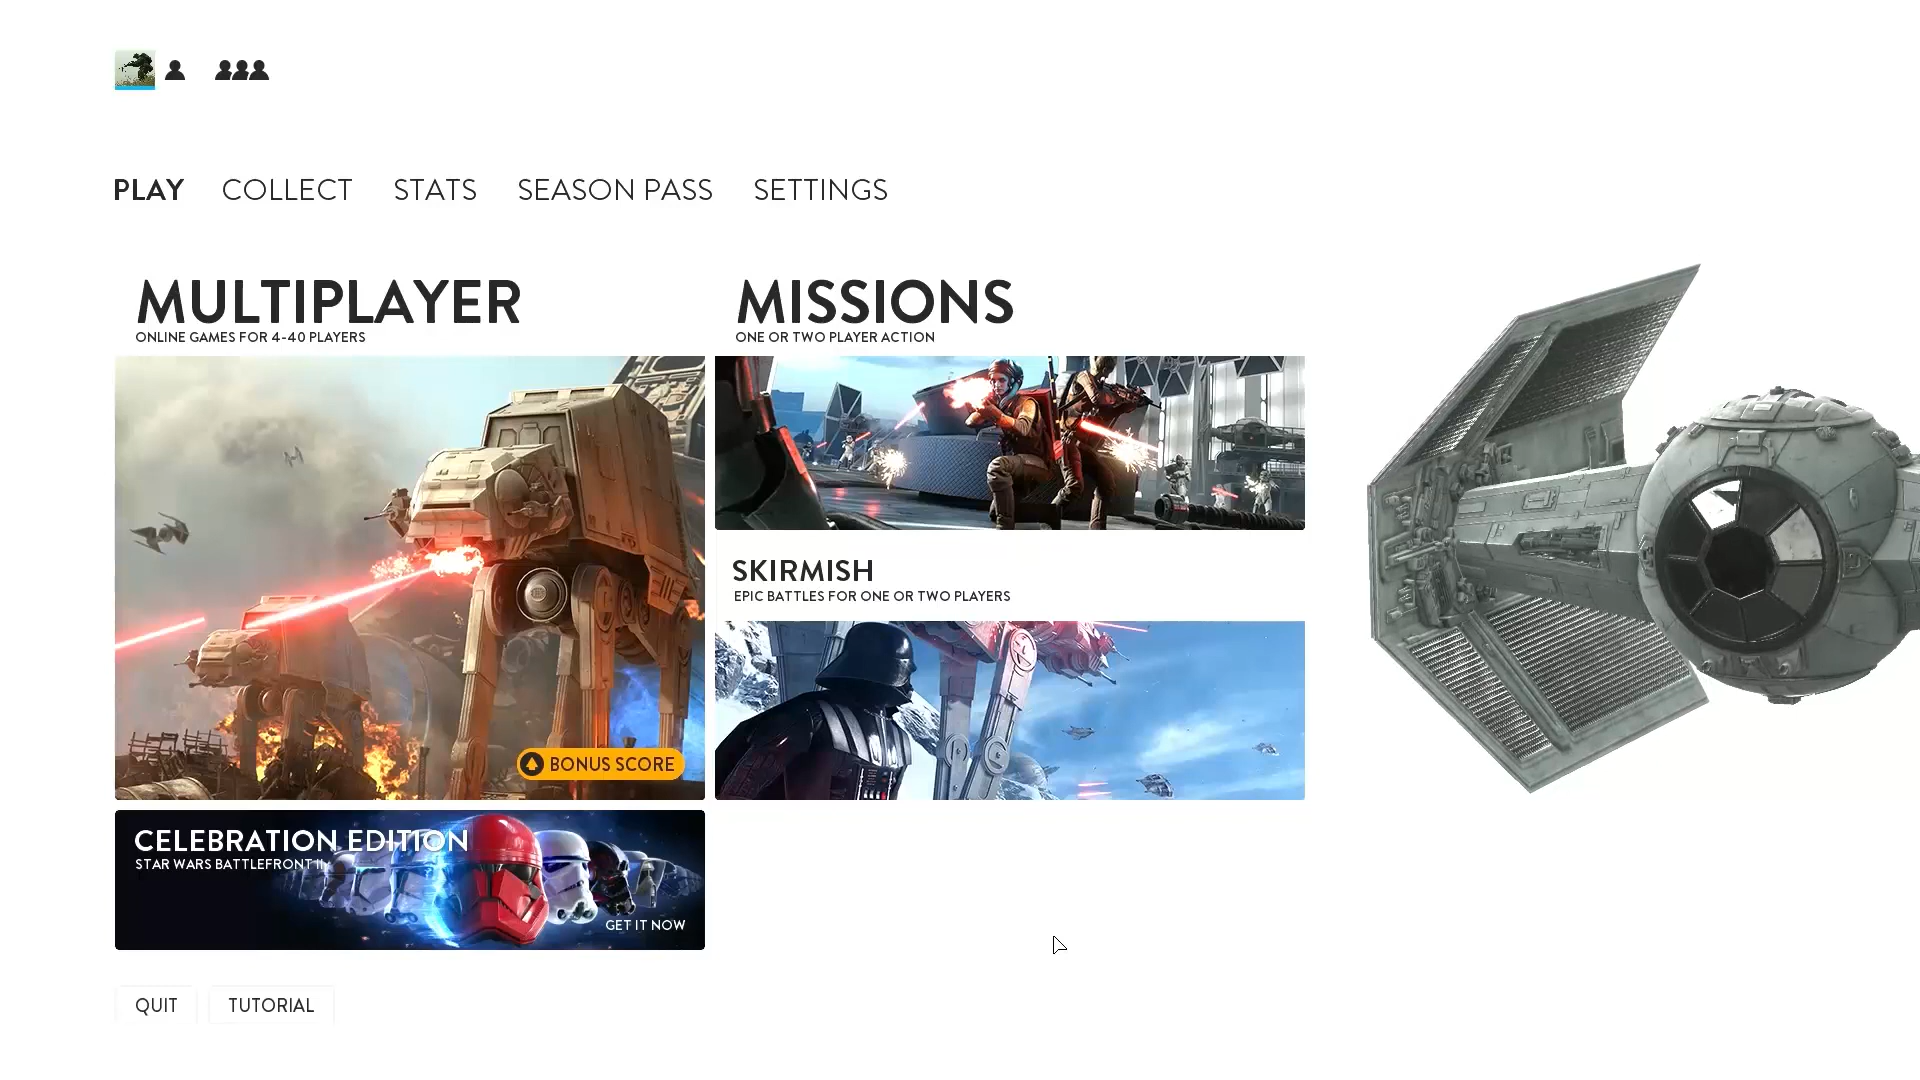 PLAY COLLECT STATS SEASON PASS SETTINGS
MULTIPLAYER
ONLINE GAMES FOR 4-40 PLAYERS
MISSIONS
ONE OR TWO PLAYER ACTION
SKIRMISH
EPIC BATTLES FOR ONE OR TWO PLAYERS
BONUS SCORE
CELEBRATION EDITION
STAR WARS BATTLEFRONT II
GET IT NOW
QUIT TUTORIAL